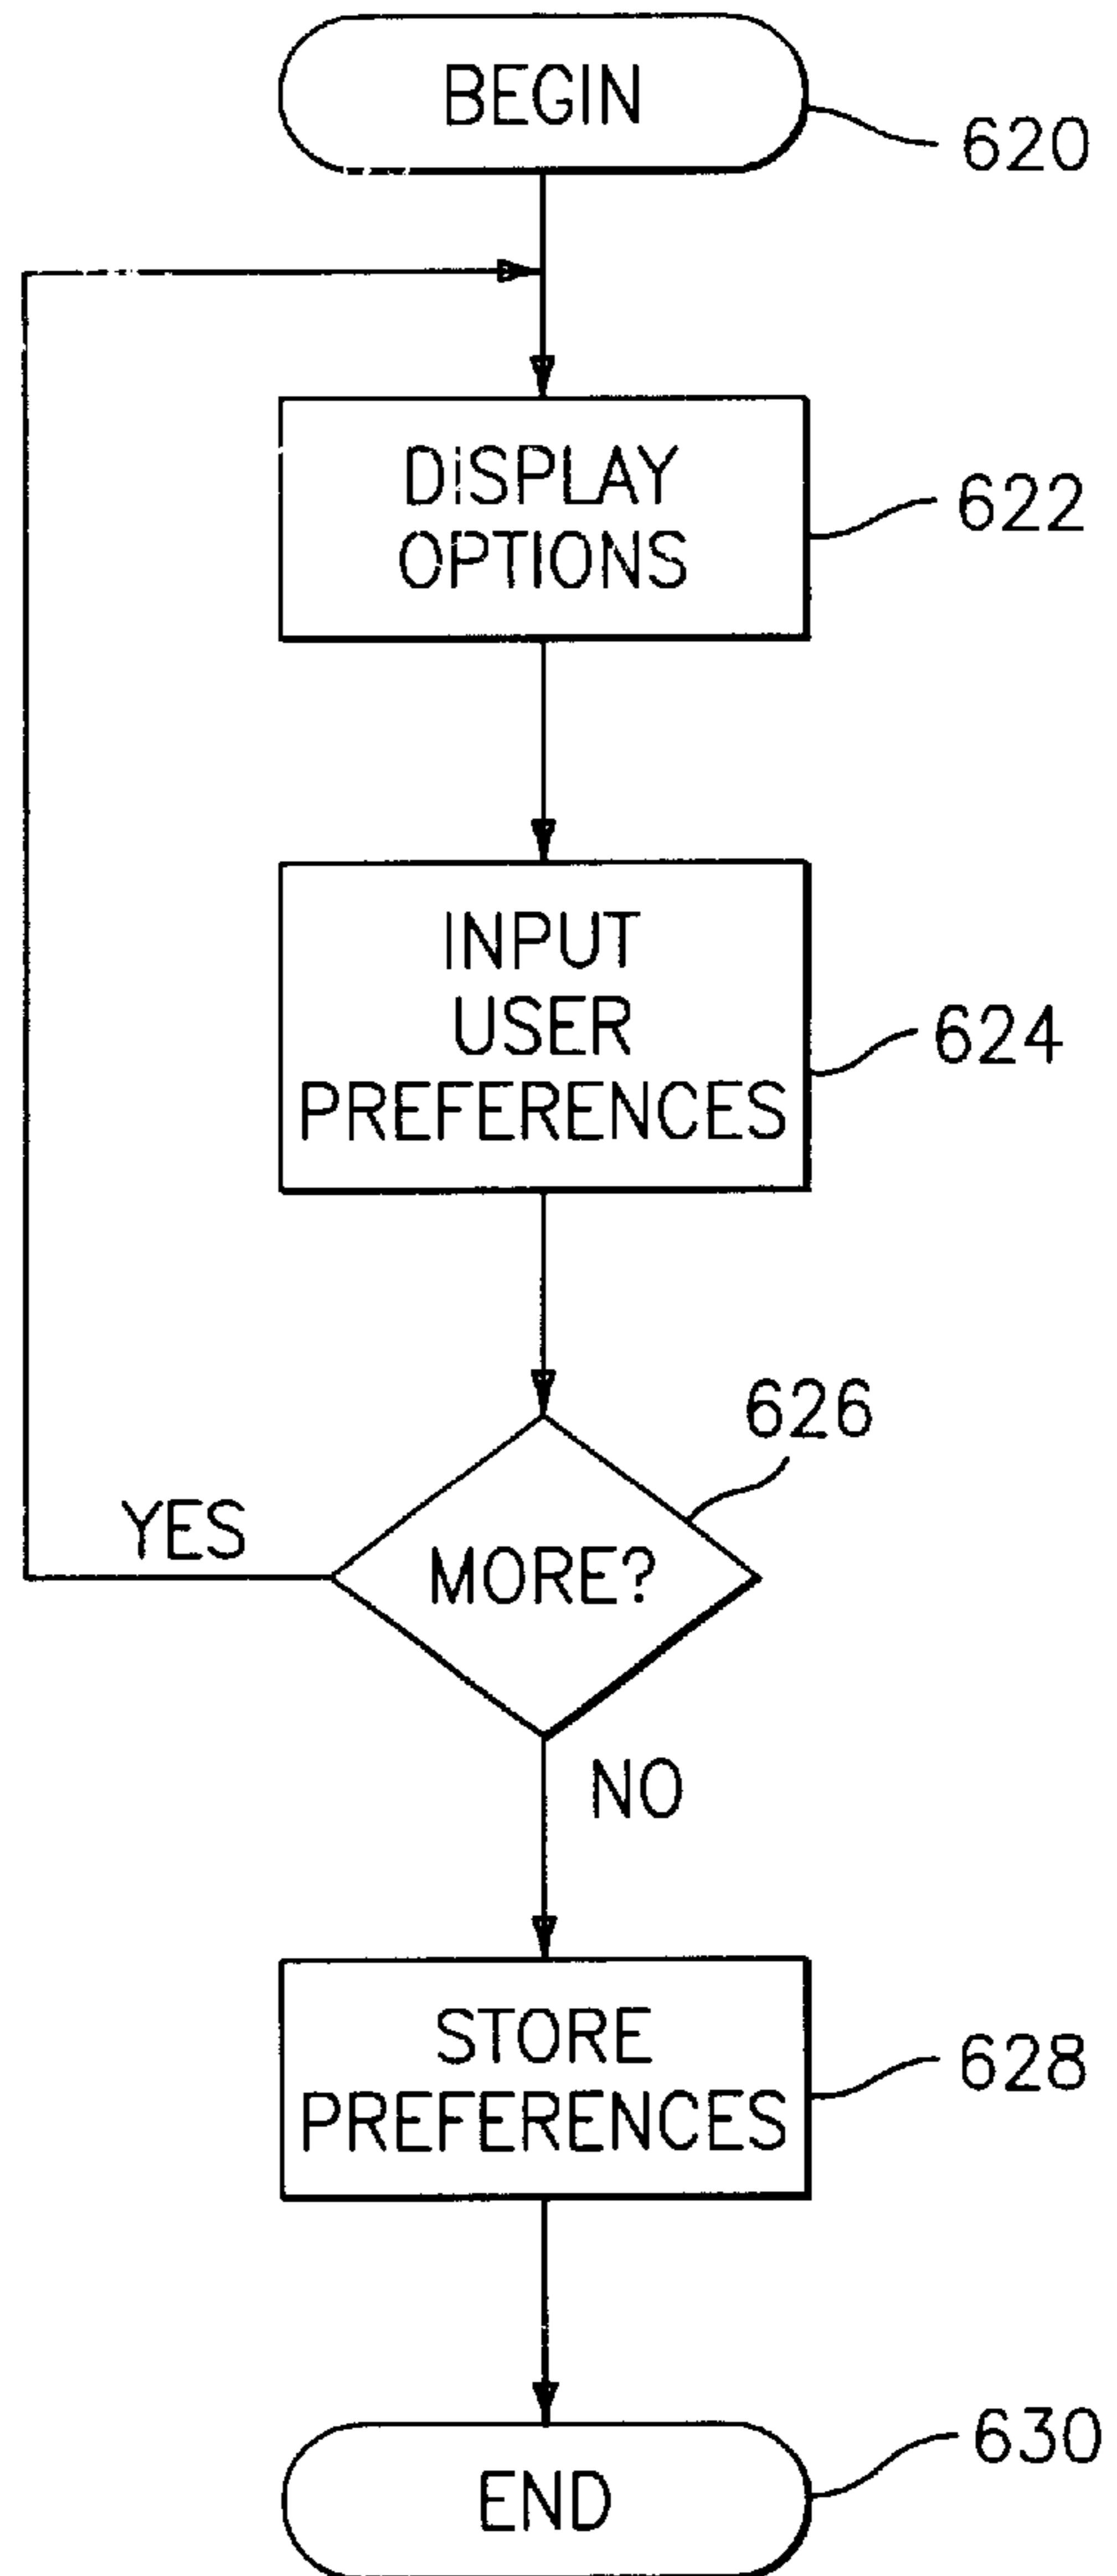 BEGIN
620
DISPLAY
OPTIONS
622
INPUT
USER
PREFERENCES
624
626
MORE?
YES
NO
STORE
PREFERENCES
628
END
630